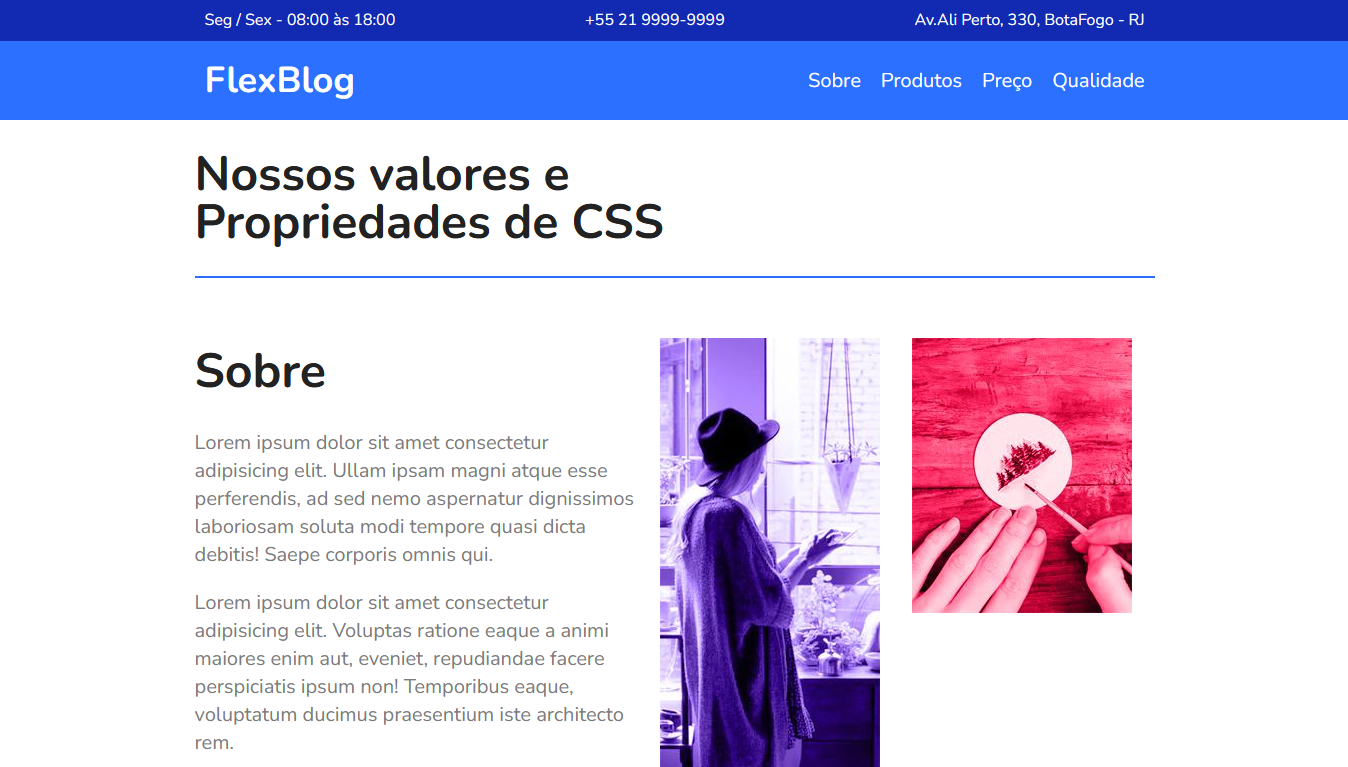 Seg / Sex - 08:00 às 18:00
+55 21 9999-9999
Av.Ali Perto, 330, BotaFogo - RJ
FlexBlog
Sobre
Produtos
Preço
Qualidade
Nossos valores e
Propriedades de CSS
Sobre
Lorem ipsum dolor sit amet consectetur
adipisicing elit. Ullam ipsam magni atque esse
perferendis, ad sed nemo aspernatur dignissimos
laboriosam soluta modi tempore quasi dicta
debitis! Saepe corporis omnis qui.
Lorem ipsum dolor sit amet consectetur
adipisicing elit. Voluptas ratione eaque a animi
maiores enim aut, eveniet, repudiandae facere
perspiciatis ipsum non! Temporibus eaque,
voluptatum ducimus praesentium iste architecto
rem.